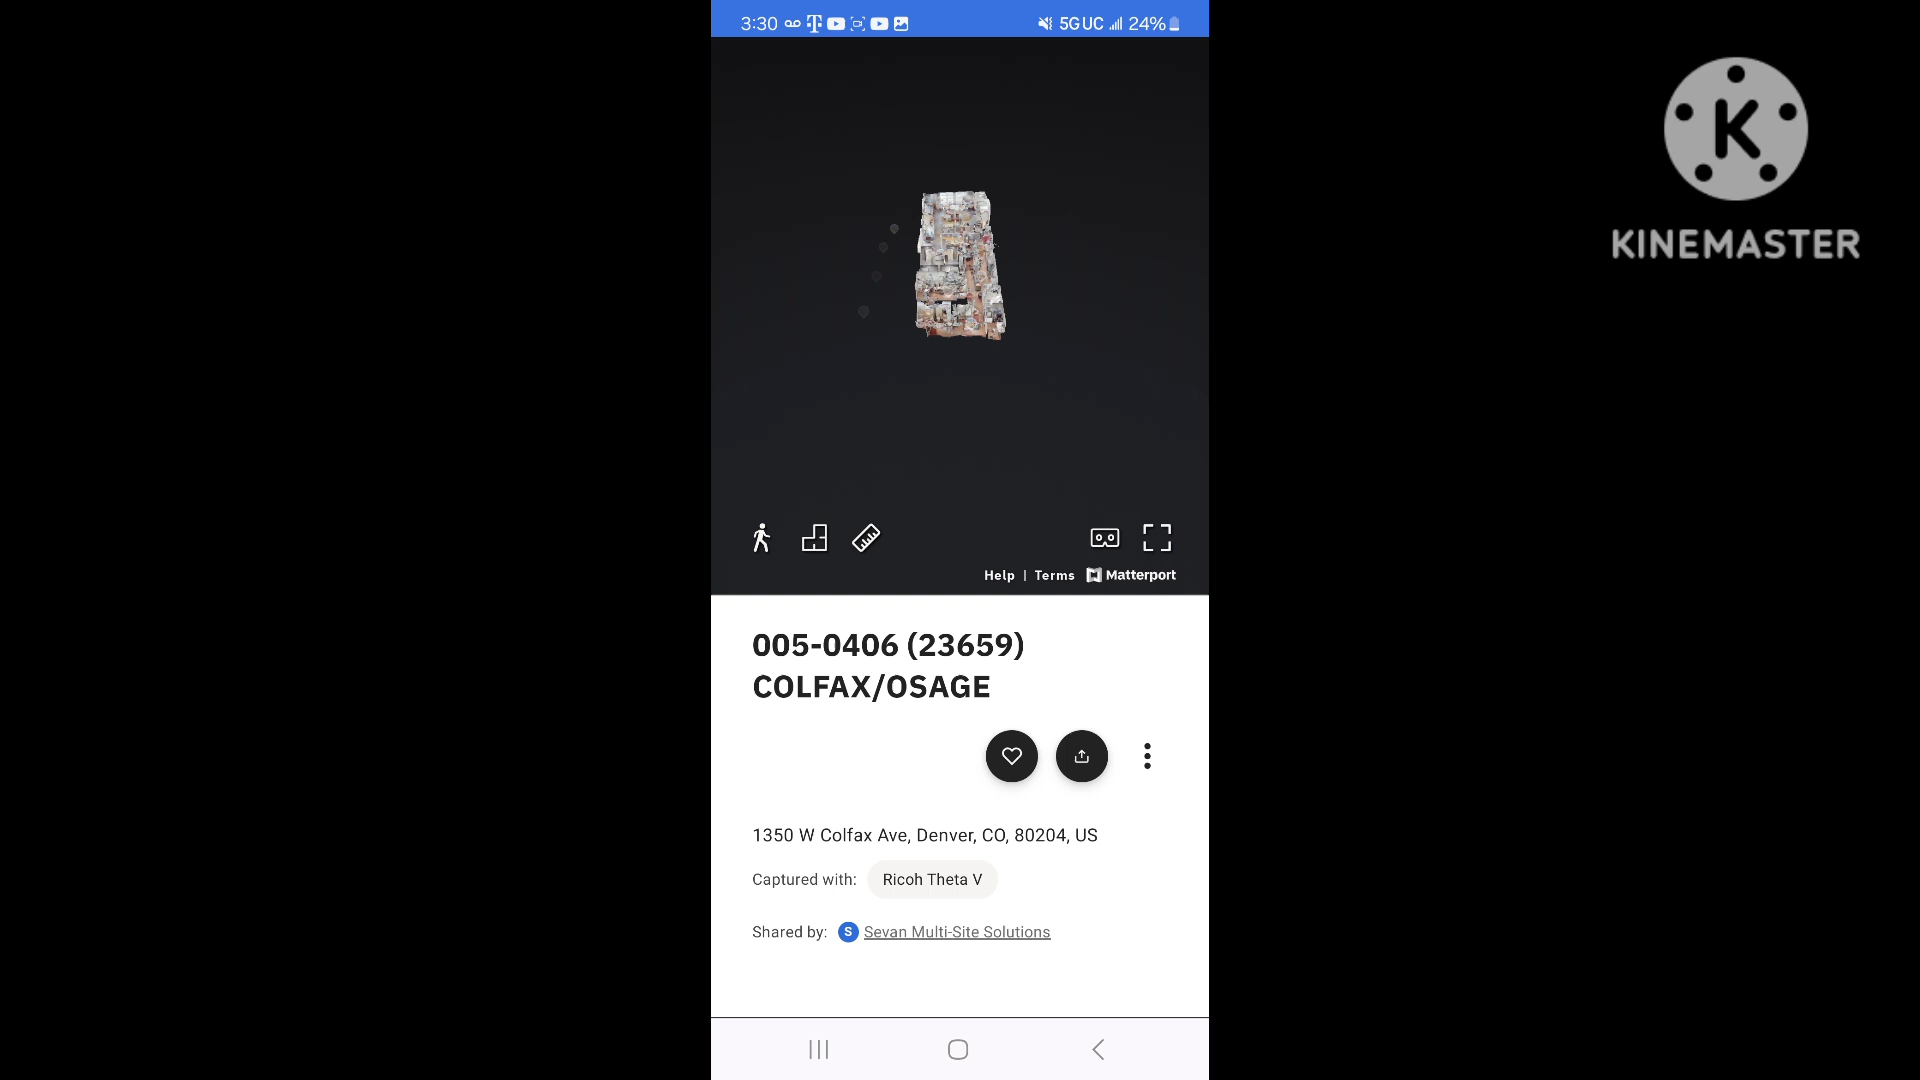 3:30
5G UC
24%
K
KINEMASTER
Help | Terms Matterport
005-0406 (23659)
COLFAX/OSAGE
1350 W Colfax Ave, Denver, CO, 80204, US
Captured with: Ricoh Theta V
Shared by: S Sevan Multi-Site Solutions